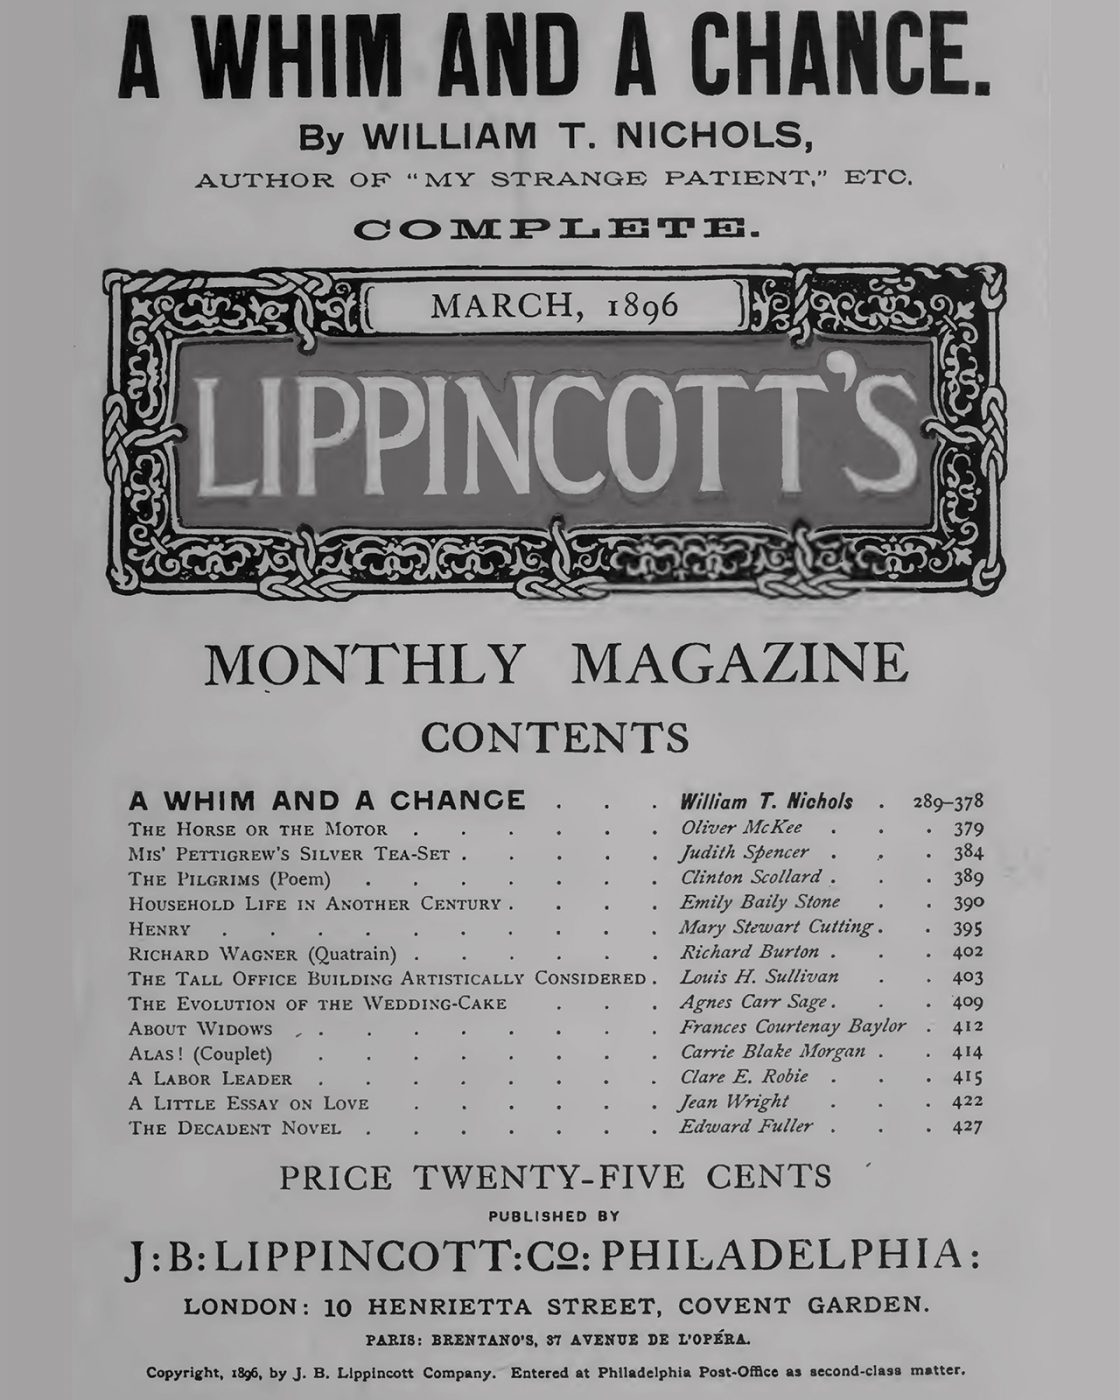 A WHIM AND A CHANCE.
By WILLIAM T. NICHOLS,
AUTHOR OF "MY STRANGE PATIENT," ETC.
COMPLETE.
MARCH, 1896
LIPPINCOTT'S
MONTHLY MAGAZINE
CONTENTS
A WHIM AND A CHANCE . . . William T. Nichols . 289–378
THE HORSE OR THE MOTOR . . . . . . Oliver McKee . . . 379
MIS' PETTIGREW'S SILVER TEA-SET . . . . . Judith Spencer . . . 384
THE PILGRIMS (Poem) . . . . . . . Clinton Scollard . . . 389
HOUSEHOLD LIFE IN ANOTHER CENTURY . . . . Emily Baily Stone . . 390
HENRY . . . . . . . . . . Mary Stewart Cutting . . 395
RICHARD WAGNER (Quatrain) . . . . . . Richard Burton . . . 402
THE TALL OFFICE BUILDING ARTISTICALLY CONSIDERED . Louis H. Sullivan . . 403
THE EVOLUTION OF THE WEDDING-CAKE . . . Agnes Carr Sage . . . 409
ABOUT WIDOWS . . . . . . . . Frances Courtenay Baylor . 412
ALAS! (Couplet) . . . . . . . . Carrie Blake Morgan . . 414
A LABOR LEADER . . . . . . . . Clare E. Robie . . . 415
A LITTLE ESSAY ON LOVE . . . . . . Jean Wright . . . 422
THE DECADENT NOVEL . . . . . . . Edward Fuller . . . 427
PRICE TWENTY-FIVE CENTS
PUBLISHED BY
J:B:LIPPINCOTT:Co: PHILADELPHIA:
LONDON: 10 HENRIETTA STREET, COVENT GARDEN.
PARIS: BRENTANO'S, 37 AVENUE DE L'OPÉRA.
Copyright, 1896, by J. B. Lippincott Company. Entered at Philadelphia Post-Office as second-class matter.